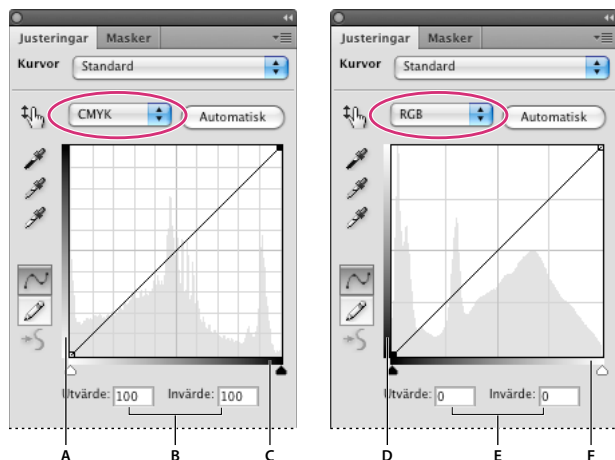 Justeringar Masker
Kurvor Standard
CMYK Automatisk
Utvärde: 100 Invärde: 100
A B C
Justeringar Masker
Kurvor Standard
RGB Automatisk
Utvärde: 0 Invärde: 0
D E F